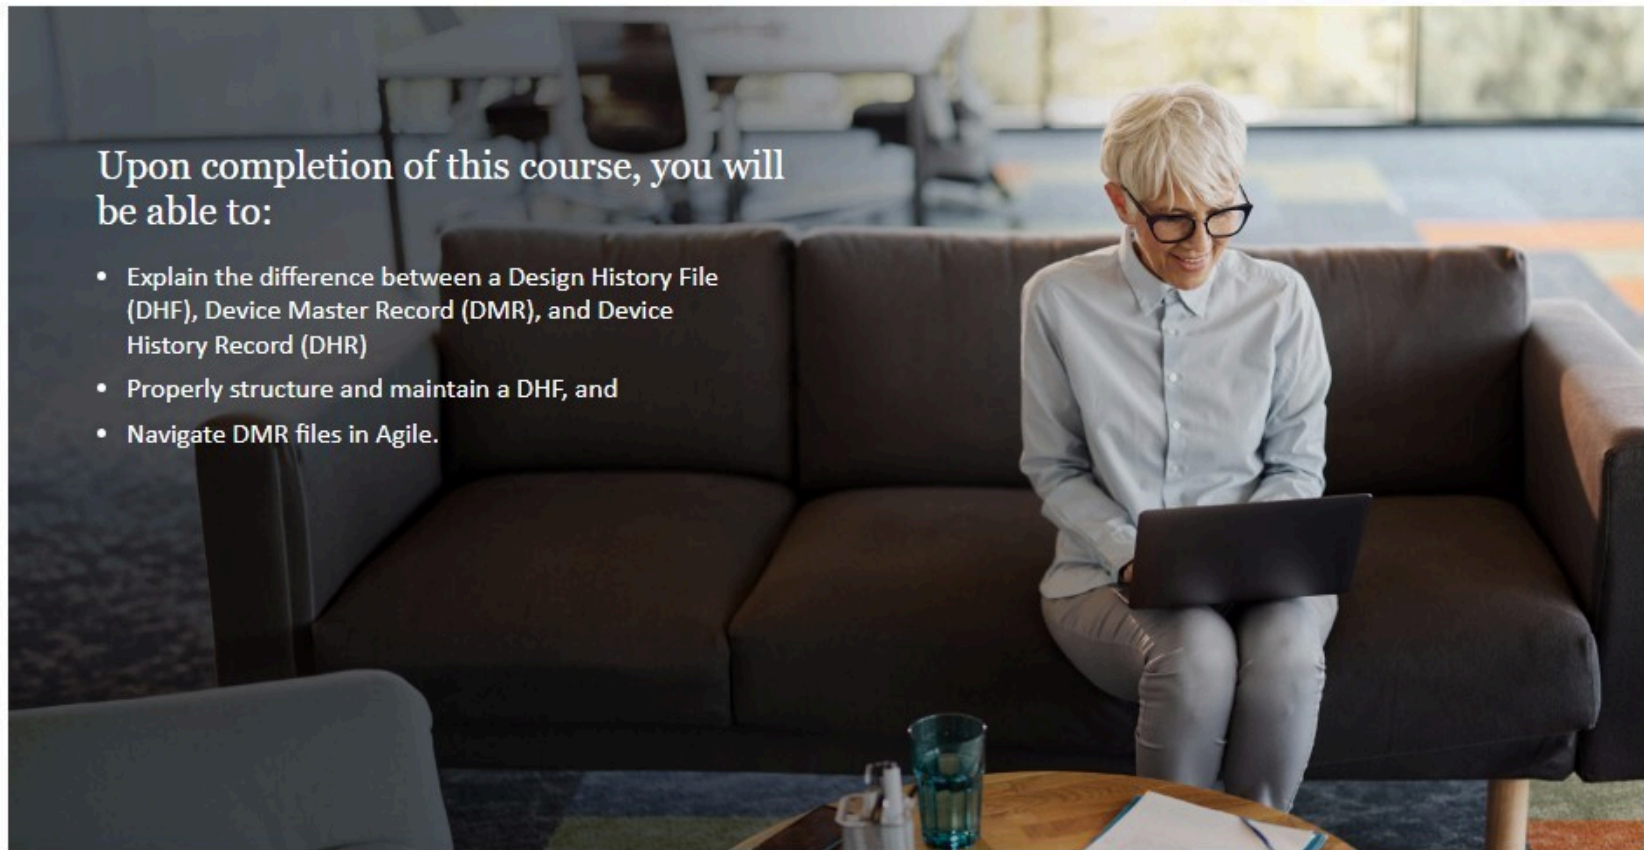 Upon completion of this course, you will
be able to:
• Explain the difference between a Design History File
(DHF), Device Master Record (DMR), and Device
History Record (DHR)
• Properly structure and maintain a DHF, and
• Navigate DMR files in Agile.